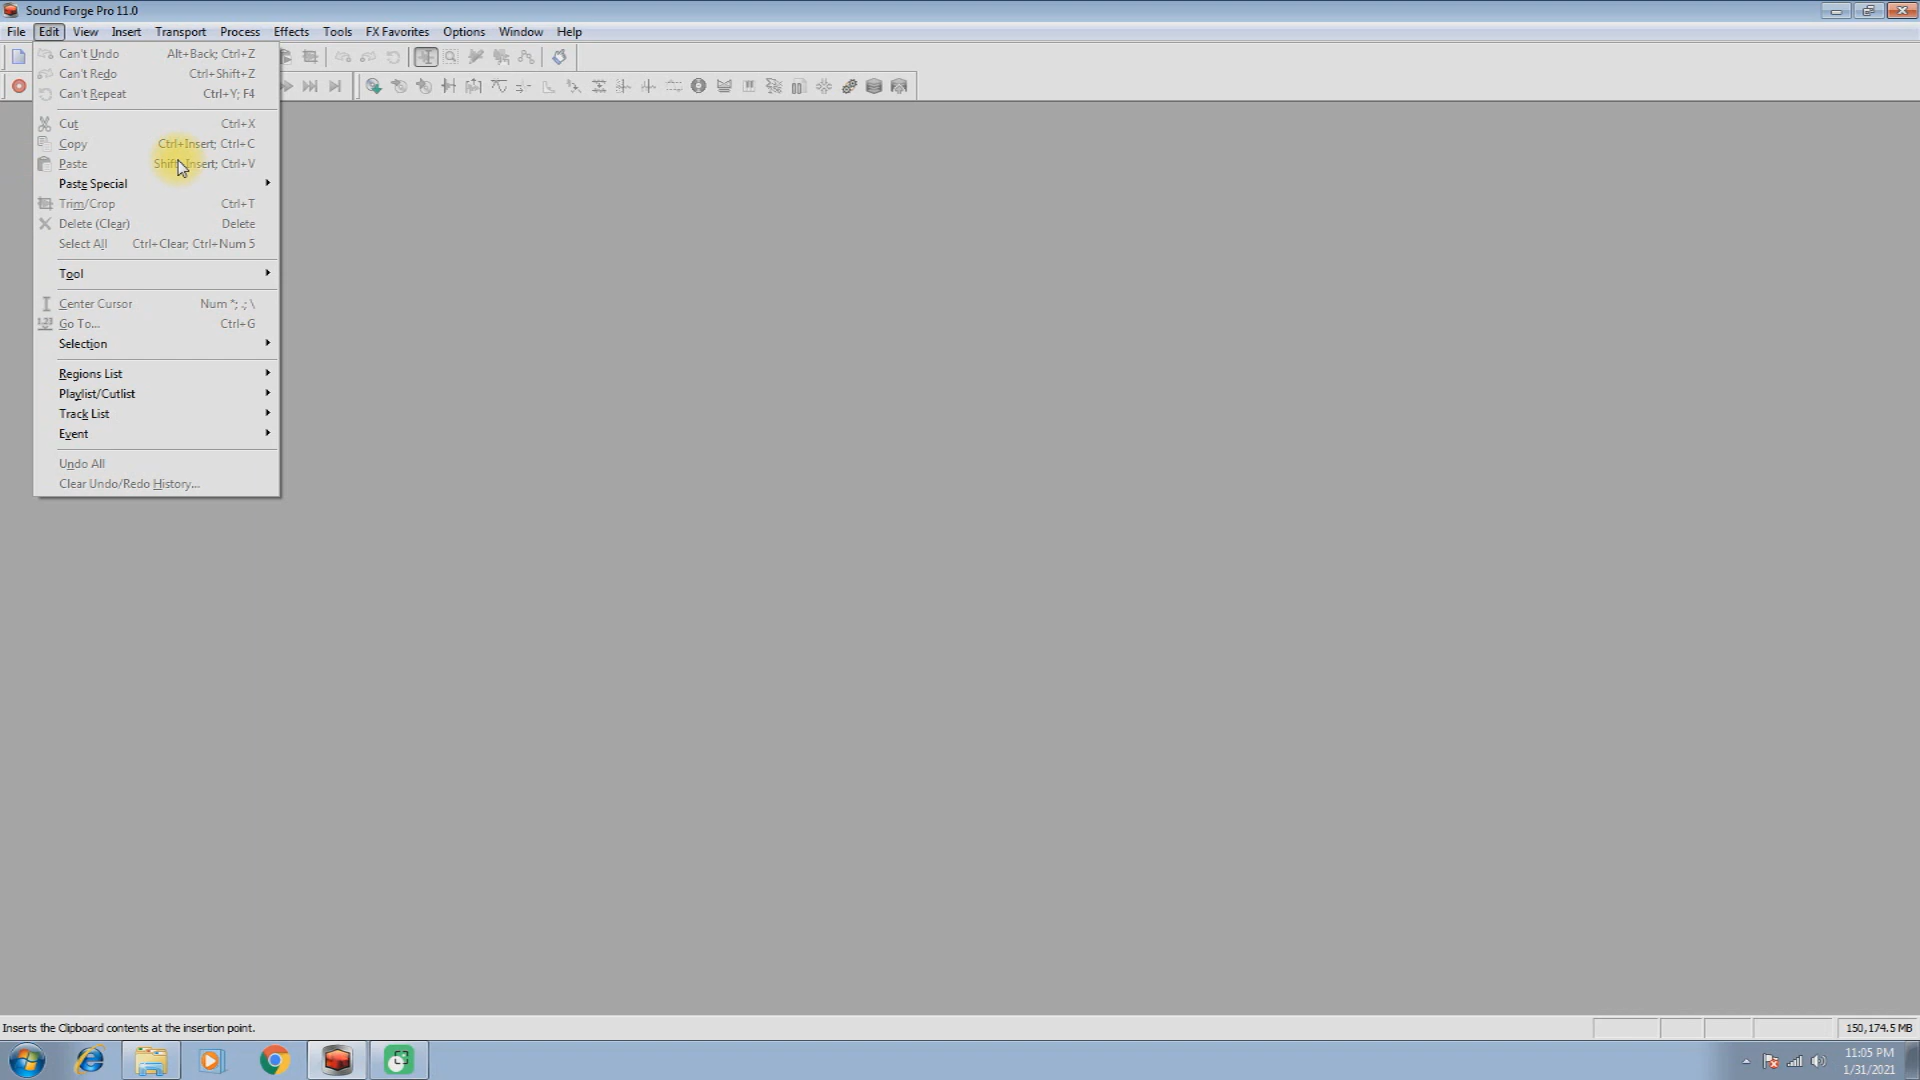 Sound Forge Pro 11.0
File Edit View Insert Transport Process Effects Tools FX Favorites Options Window Help
Can't Undo Alt+Back; Ctrl+Z
Can't Redo Ctrl+Shift+Z
Can't Repeat Ctrl+Y; F4
Cut Ctrl+X
Copy Ctrl+Insert; Ctrl+C
Paste Shift+Insert; Ctrl+V
Paste Special
Trim/Crop Ctrl+T
Delete (Clear) Delete
Select All Ctrl+Clear; Ctrl+Num 5
Tool
Center Cursor Num *; .; \
Go To... Ctrl+G
Selection
Regions List
Playlist/Cutlist
Track List
Event
Undo All
Clear Undo/Redo History...
Inserts the Clipboard contents at the insertion point.
150,174.5 MB
11:05 PM
1/31/2021